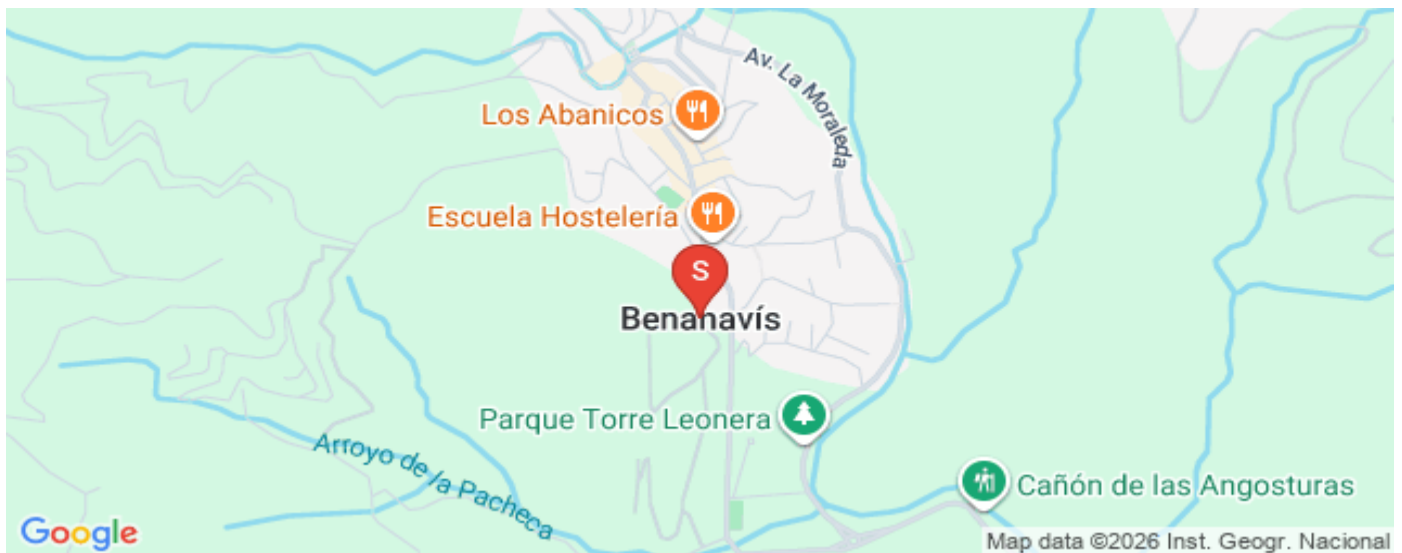 Av. La Moraleda
Los Abanicos
Escuela Hostelería
S
Benahavís
Parque Torre Leonera
Arroyo de la Pacheca
Cañón de las Angosturas
Google
Map data ©2026 Inst. Geogr. Nacional